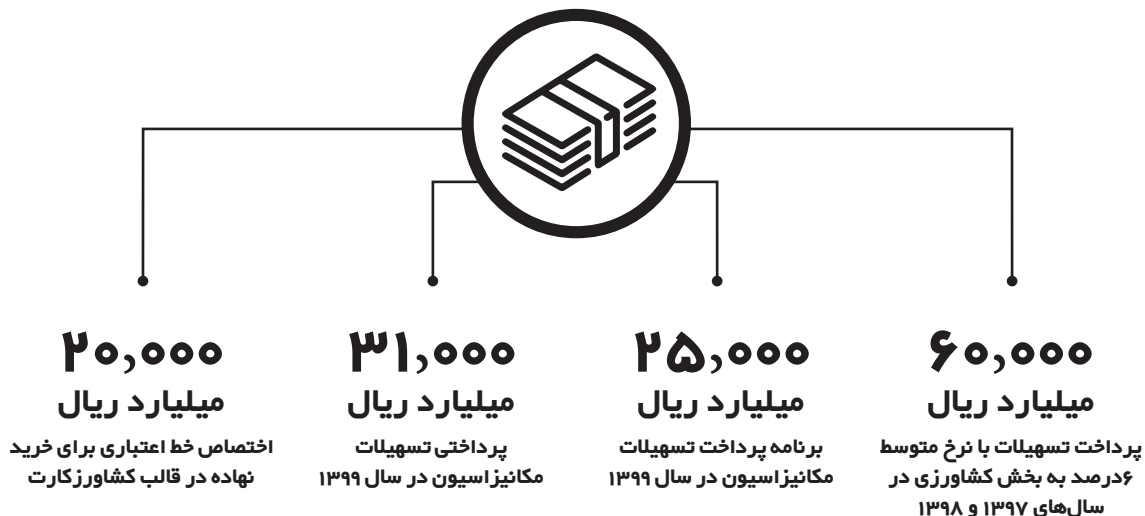 ۶۰,۰۰۰
میلیارد ریال
پرداخت تسهیلات با نرخ متوسط
۶درصد به بخش کشاورزی در
سال‌های ۱۳۹۷ و ۱۳۹۸
۲۵,۰۰۰
میلیارد ریال
برنامه پرداخت تسهیلات
مکانیزاسیون در سال ۱۳۹۹
۳۱,۰۰۰
میلیارد ریال
پرداختی تسهیلات
مکانیزاسیون در سال ۱۳۹۹
۲۰,۰۰۰
میلیارد ریال
اختصاص خط اعتباری برای خرید
نهاده در قالب کشاورزکارت